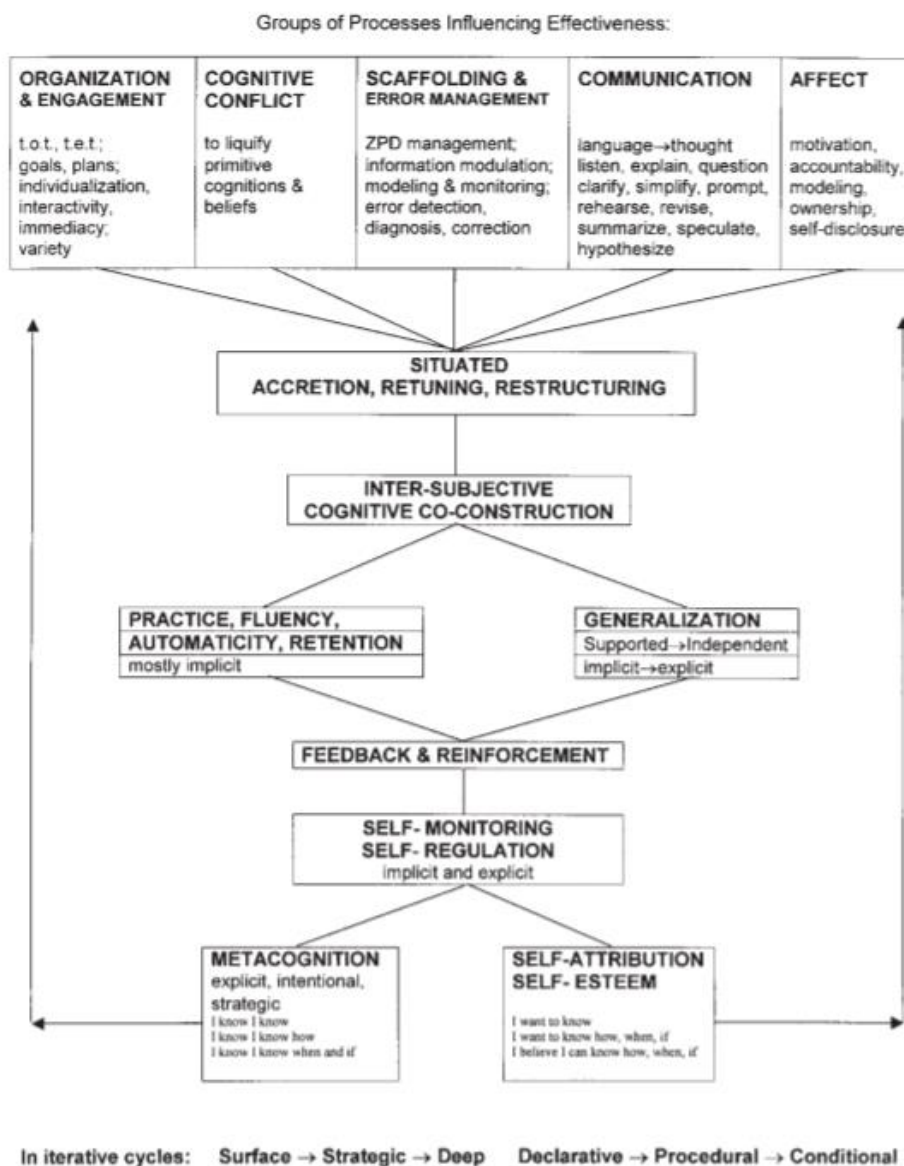 Groups of Processes Influencing Effectiveness:
ORGANIZATION
& ENGAGEMENT
t.o.t., t.e.t.;
goals, plans;
individualization,
interactivity,
immediacy;
variety
COGNITIVE
CONFLICT
to liquify
primitive
cognitions &
beliefs
SCAFFOLDING &
ERROR MANAGEMENT
ZPD management;
information modulation;
modeling & monitoring;
error detection,
diagnosis, correction
COMMUNICATION
language→thought
listen, explain, question
clarify, simplify, prompt,
rehearse, revise,
summarize, speculate,
hypothesize
AFFECT
motivation,
accountability,
modeling,
ownership,
self-disclosure
SITUATED
ACCRETION, RETUNING, RESTRUCTURING
INTER-SUBJECTIVE
COGNITIVE CO-CONSTRUCTION
PRACTICE, FLUENCY,
AUTOMATICITY, RETENTION
mostly implicit
GENERALIZATION
Supported→Independent
implicit→explicit
FEEDBACK & REINFORCEMENT
SELF- MONITORING
SELF- REGULATION
implicit and explicit
METACOGNITION
explicit, intentional,
strategic
I know I know
I know I know how
I know I know when and if
SELF-ATTRIBUTION
SELF- ESTEEM
I want to know
I want to know how, when, if
I believe I can know how, when, if
In iterative cycles: Surface → Strategic → Deep Declarative → Procedural → Conditional